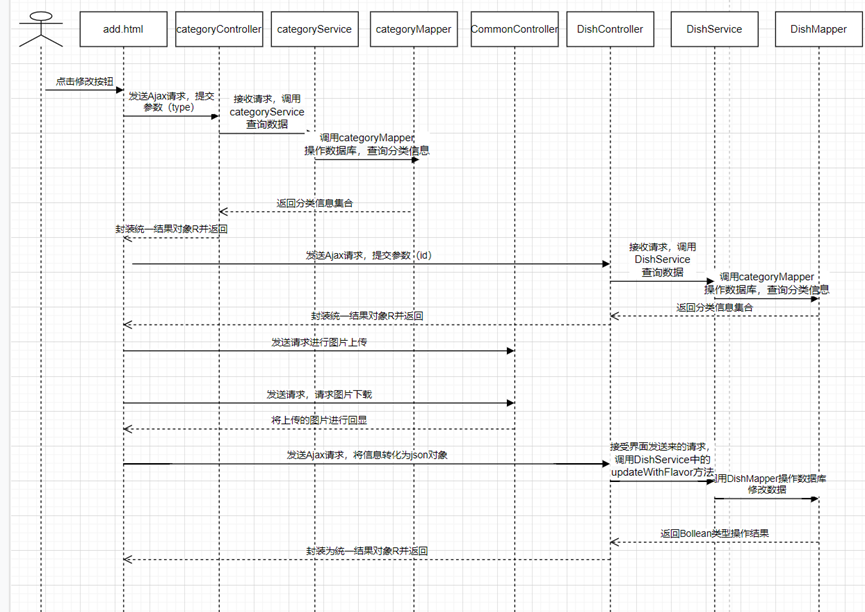 add.html
categoryController
categoryService
categoryMapper
CommonController
DishController
DishService
DishMapper
点击修改按钮
发送Ajax请求，提交
参数（type）
接收请求，调用
categoryService
查询数据
调用categoryMapper
操作数据库，查询分类信息
返回分类信息集合
封装统一结果对象R并返回
发送Ajax请求，提交参数（id）
接收请求，调用
DishService
查询数据
调用categoryMapper
操作数据库，查询分类信息
返回分类信息集合
封装统一结果对象R并返回
发送请求进行图片上传
发送请求，请求图片下载
将上传的图片进行回显
发送Ajax请求，将信息转化为json对象
接受界面发送来的请求，
调用DishService中的
updateWithFlavor方法
用DishMapper操作数据库
修改数据
返回Bollean类型操作结果
封装为统一结果对象R并返回